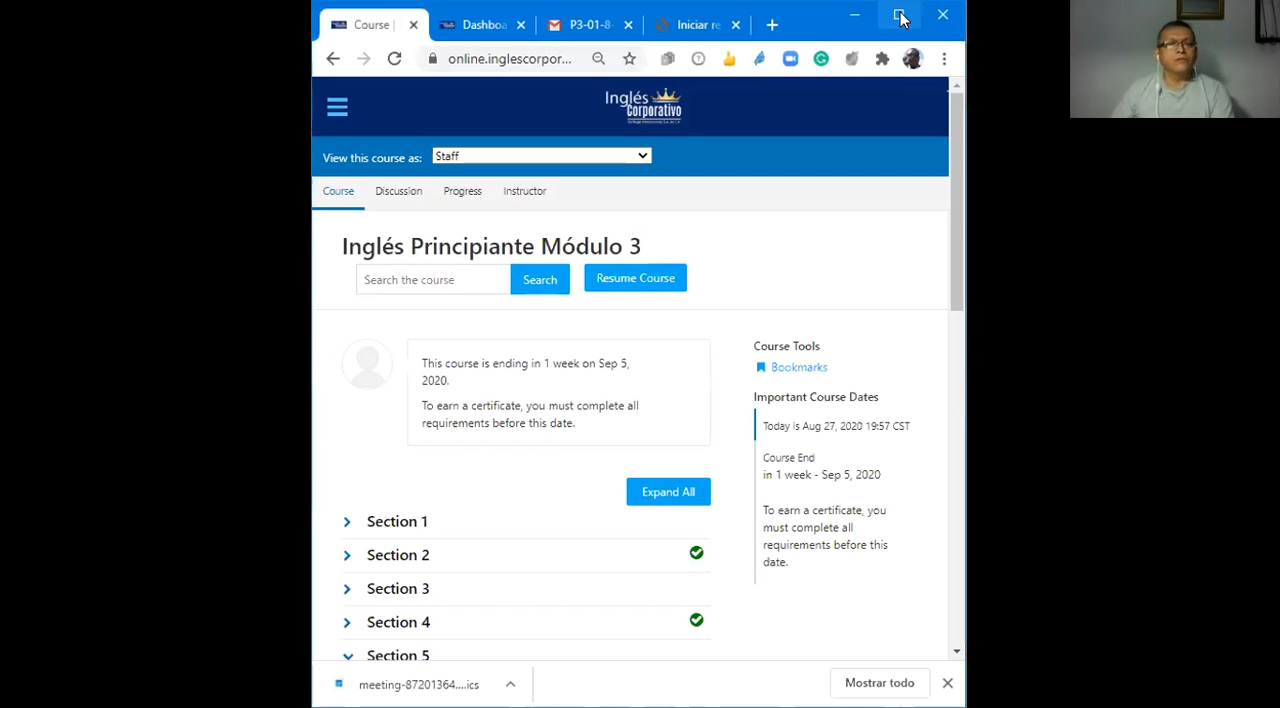 Course |
Dashboa
P3-01-8
Iniciar re
online.inglescorpor...
Inglés
Corporativo
View this course as:
Staff
Course
Discussion
Progress
Instructor
Inglés Principiante Módulo 3
Search the course
Search
Resume Course
This course is ending in 1 week on Sep 5,
2020.
To earn a certificate, you must complete all
requirements before this date.
Course Tools
Bookmarks
Important Course Dates
Today is Aug 27, 2020 19:57 CST
Course End
in 1 week - Sep 5, 2020
To earn a certificate, you
must complete all
requirements before this
date.
Expand All
Section 1
Section 2
Section 3
Section 4
Section 5
meeting-87201364....ics
Mostrar todo